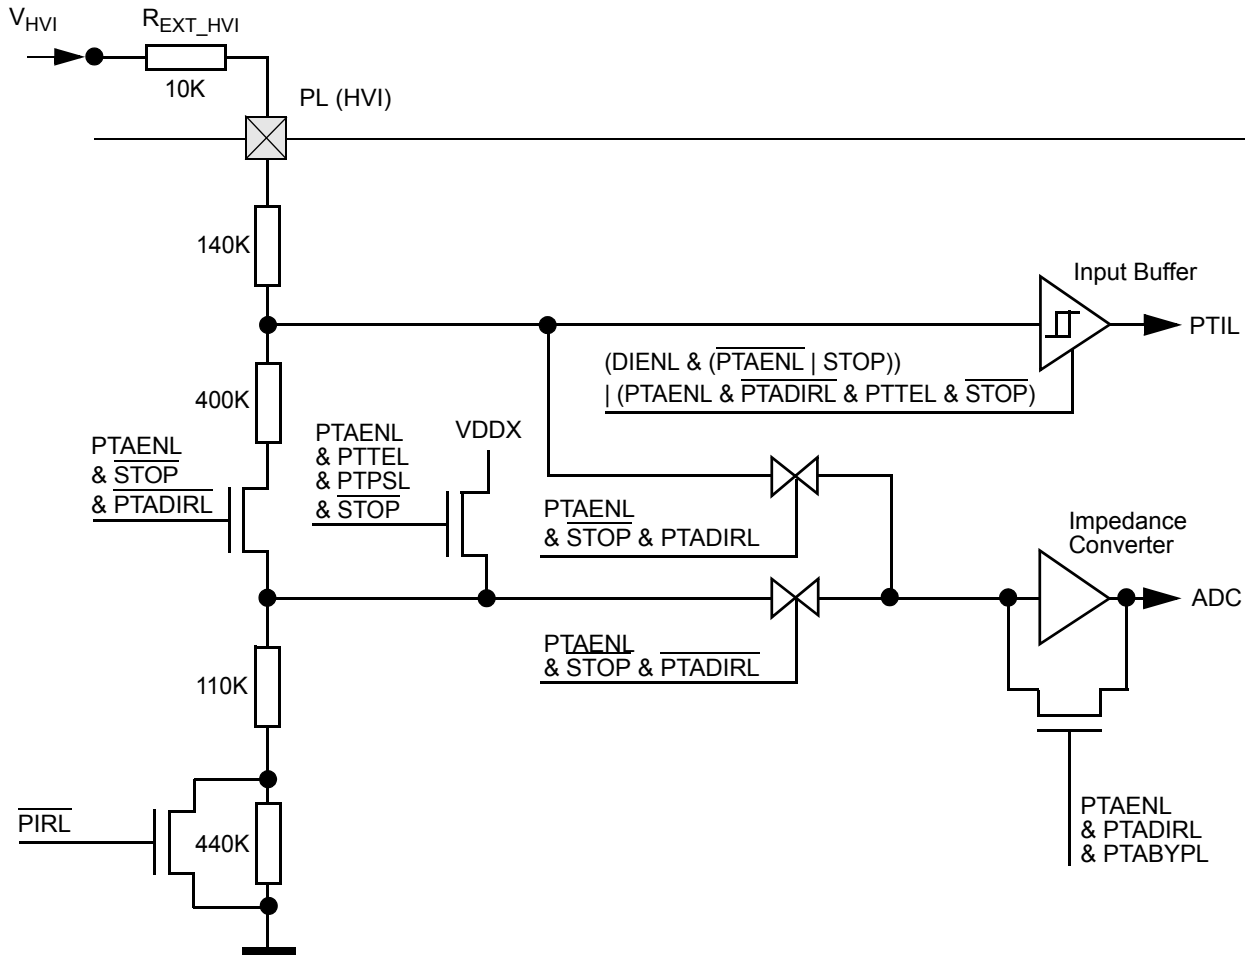 VHVI
REXT_HVI
10K
PL (HVI)
140K
Input Buffer
PTIL
(DIENL & (PTAENL | STOP))
| (PTAENL & PTADIRL & PTTEL & STOP)
400K
PTAENL
& STOP
& PTADIRL
PTAENL
& PTTEL
& PTPSL
& STOP
VDDX
PTAENL
& STOP & PTADIRL
Impedance
Converter
ADC
PTAENL
& STOP & PTADIRL
110K
PTAENL
& PTADIRL
& PTABYPL
PIRL
440K